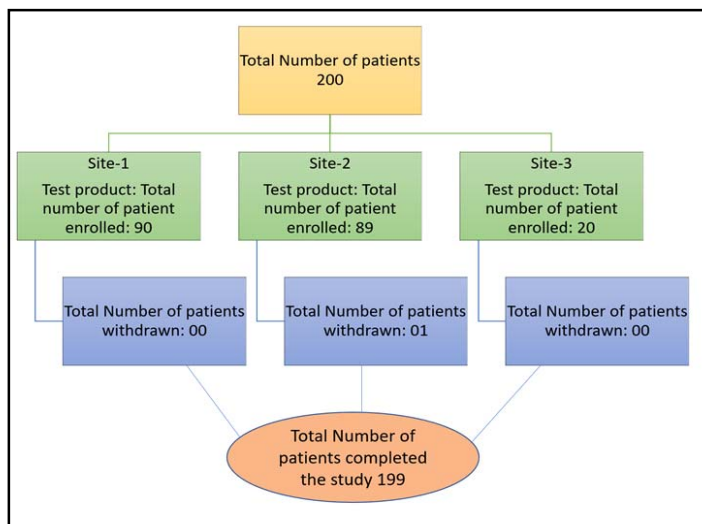 Total Number of patients
200
Site-1
Test product: Total
number of patient
enrolled: 90
Site-2
Test product: Total
number of patient
enrolled: 89
Site-3
Test product: Total
number of patient
enrolled: 20
Total Number of patients
withdrawn: 00
Total Number of patients
withdrawn: 01
Total Number of patients
withdrawn: 00
Total Number of
patients completed
the study 199